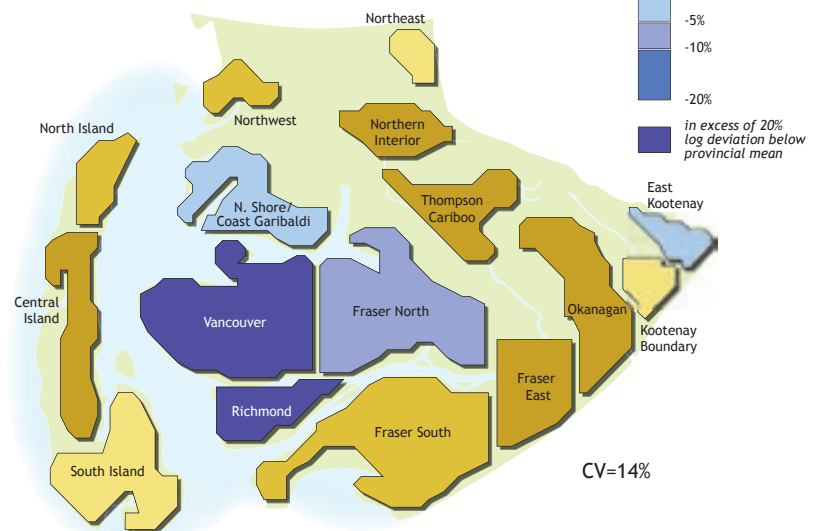 Northeast
-5%
-10%
-20%
in excess of 20%
log deviation below
provincial mean
Northwest
Northern
Interior
North Island
N. Shore/
Coast Garibaldi
Thompson
Cariboo
East
Kootenay
Central
Island
Vancouver
Fraser North
Okanagan
Kootenay
Boundary
Richmond
Fraser
East
Fraser South
South Island
CV=14%